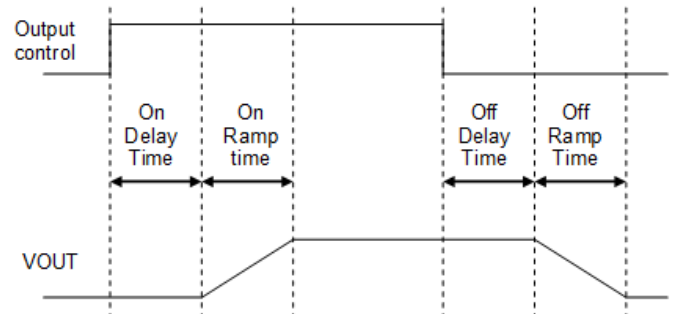 Output
control
On
Delay
Time
On
Ramp
time
Off
Delay
Time
Off
Ramp
Time
VOUT